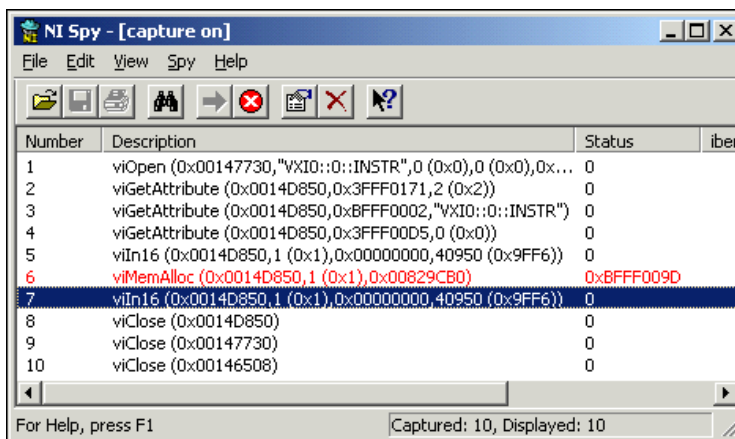 NI Spy - [capture on]
File Edit View Spy Help
Number Description Status iber
1 viOpen (0x00147730,"VXI0::0::INSTR",0 (0x0),0 (0x0),0x... 0
2 viGetAttribute (0x0014D850,0x3FFF0171,2 (0x2)) 0
3 viGetAttribute (0x0014D850,0xBFFF0002,"VXI0::0::INSTR") 0
4 viGetAttribute (0x0014D850,0x3FFF00D5,0 (0x0)) 0
5 viIn16 (0x0014D850,1 (0x1),0x00000000,40950 (0x9FF6)) 0
6 viMemAlloc (0x0014D850,1 (0x1),0x00829CB0) 0xBFFF009D
7 viIn16 (0x0014D850,1 (0x1),0x00000000,40950 (0x9FF6)) 0
8 viClose (0x0014D850) 0
9 viClose (0x00147730) 0
10 viClose (0x00146508) 0
For Help, press F1 Captured: 10, Displayed: 10